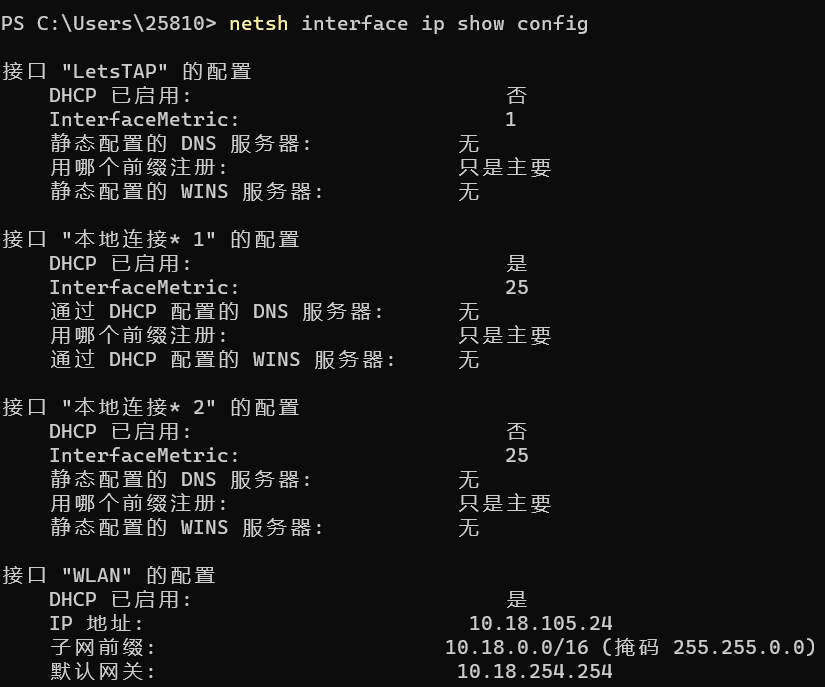 PS C:\Users\25810> netsh interface ip show config
接口 "LetsTAP" 的配置
DHCP 已启用: 否
InterfaceMetric: 1
静态配置的 DNS 服务器: 无
用哪个前缀注册: 只是主要
静态配置的 WINS 服务器: 无
接口 "本地连接* 1" 的配置
DHCP 已启用: 是
InterfaceMetric: 25
通过 DHCP 配置的 DNS 服务器: 无
用哪个前缀注册: 只是主要
通过 DHCP 配置的 WINS 服务器: 无
接口 "本地连接* 2" 的配置
DHCP 已启用: 否
InterfaceMetric: 25
静态配置的 DNS 服务器: 无
用哪个前缀注册: 只是主要
静态配置的 WINS 服务器: 无
接口 "WLAN" 的配置
DHCP 已启用: 是
IP 地址: 10.18.105.24
子网前缀: 10.18.0.0/16 (掩码 255.255.0.0)
默认网关: 10.18.254.254